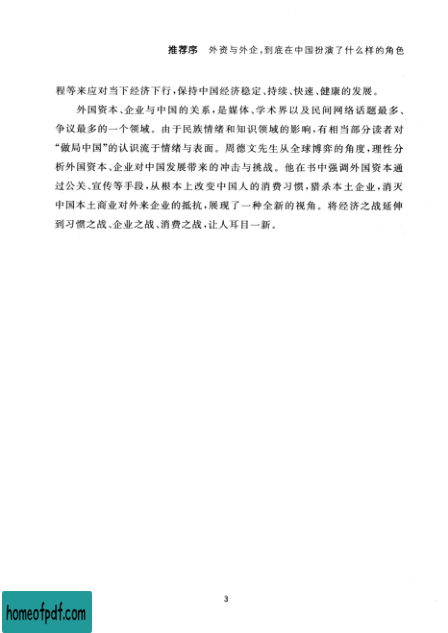 推荐序 外资与外企,到底在中国扮演了什么样的角色
程等来应对当下经济下行,保持中国经济稳定、持续、快速、健康的发展。
外国资本、企业与中国的关系,是媒体、学术界以及民间网络话题最多、
争议最多的一个领域。由于民族情绪和知识领域的影响,有相当部分读者对
“做局中国”的认识流于情绪与表面。周德文先生从全球博弈的角度,理性分
析外国资本、企业对中国发展带来的冲击与挑战。他在书中强调外国资本通
过公关、宣传等手段,从根本上改变中国人的消费习惯,猎杀本土企业,消灭
中国本土商业对外来企业的抵抗,展现了一种全新的视角。将经济之战延伸
到习惯之战、企业之战、消费之战,让人耳目一新。
3
homeofpdf.com